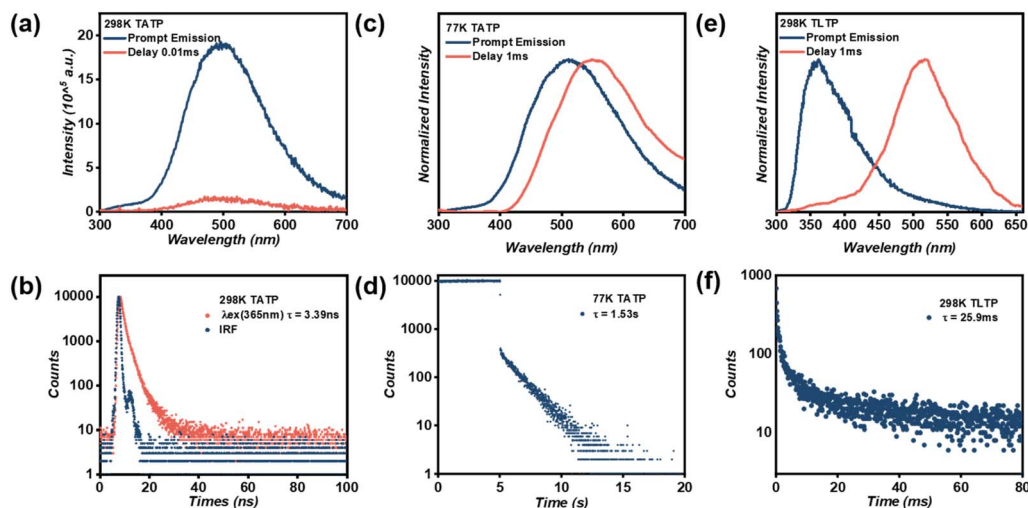 (a)
298K TATP
Prompt Emission
Delay 0.01ms
Intensity (10^5 a.u.)
20
15
10
5
0
300 400 500 600 700
Wavelength (nm)
(c)
77K TATP
Prompt Emission
Delay 1ms
Normalized Intensity
300 400 500 600 700
Wavelength (nm)
(e)
298K TLTP
Prompt Emission
Delay 1ms
Normalized Intensity
300 350 400 450 500 550 600 650
Wavelength (nm)
(b)
298K TATP
λex(365nm) τ = 3.39ns
IRF
Counts
10000
1000
100
10
1
0 20 40 60 80 100
Times (ns)
(d)
77K TATP
τ = 1.53s
Counts
10000
1000
100
10
1
0 5 10 15 20
Time (s)
(f)
298K TLTP
τ = 25.9ms
Counts
1000
100
10
0 20 40 60 80
Time (ms)